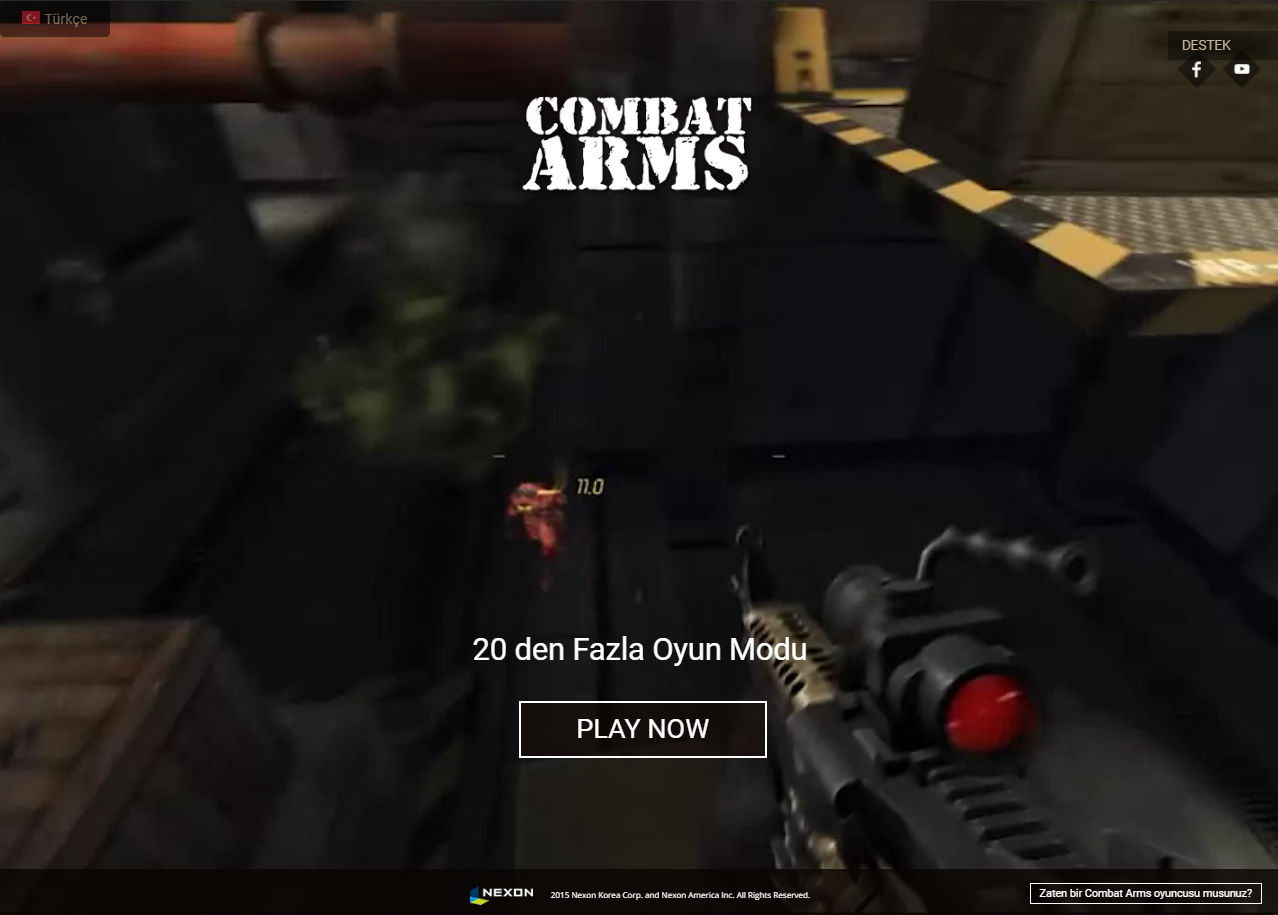 Türkçe
DESTEK
COMBAT
ARMS
11.0
20 den Fazla Oyun Modu
PLAY NOW
NEXON
2015 Nexon Korea Corp. and Nexon America Inc. All Rights Reserved.
Zaten bir Combat Arms oyuncusu musunuz?